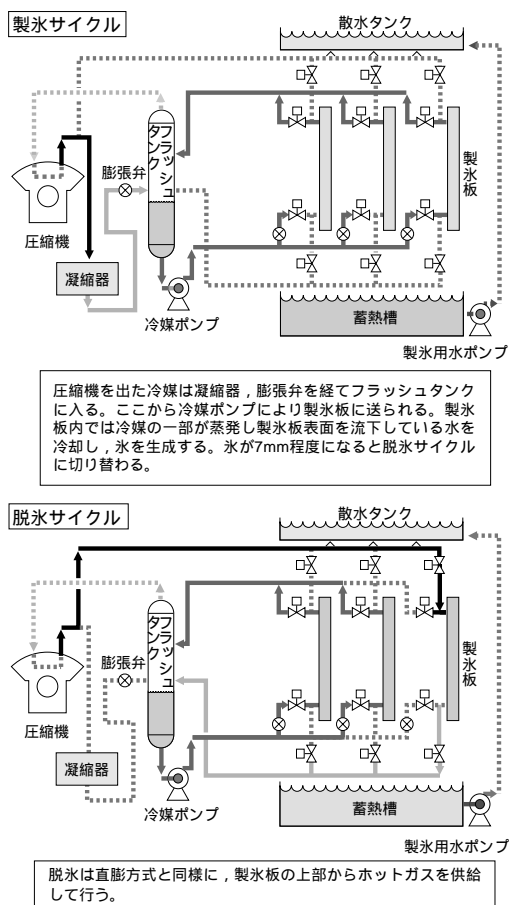 製氷サイクル
散水タンク
フラッシュ
タンク
膨張弁
製氷板
圧縮機
凝縮器
冷媒ポンプ
蓄熱槽
製氷用水ポンプ
圧縮機を出た冷媒は凝縮器，膨張弁を経てフラッシュタンク
に入る。ここから冷媒ポンプにより製氷板に送られる。製氷
板内では冷媒の一部が蒸発し製氷板表面を流下している水を
冷却し，氷を生成する。氷が7mm程度になると脱氷サイクル
に切り替わる。
脱氷サイクル
散水タンク
フラッシュ
タンク
膨張弁
製氷板
圧縮機
凝縮器
冷媒ポンプ
蓄熱槽
製氷用水ポンプ
脱氷は直膨方式と同様に，製氷板の上部からホットガスを供給
して行う。